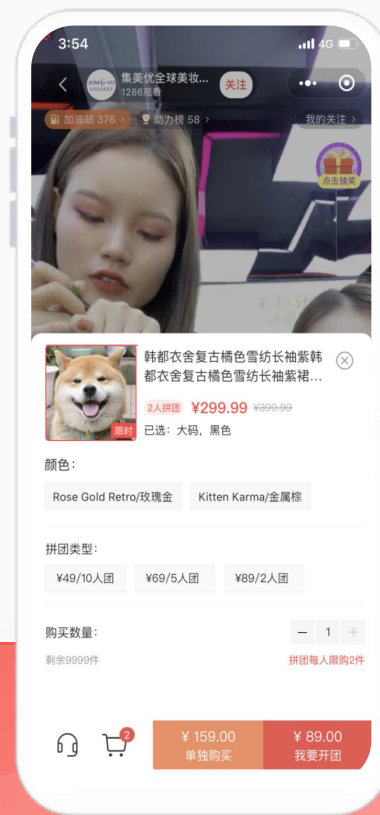 3:54
4G
集美优全球美妆...
1286观看
关注
加油站 376 >
助力榜 58 >
我的关注 >
点击抽奖
韩都衣舍复古橘色雪纺长袖紫韩
都衣舍复古橘色雪纺长袖紫裙...
2人拼团 ¥299.99 ¥399.99
限时
已选：大码，黑色
颜色：
Rose Gold Retro/玫瑰金 Kitten Karma/金属棕
拼团类型：
¥49/10人团 ¥69/5人团 ¥89/2人团
购买数量： — 1 +
剩余9999件 拼团每人限购2件
2
¥ 159.00 ¥ 89.00
单独购买 我要开团